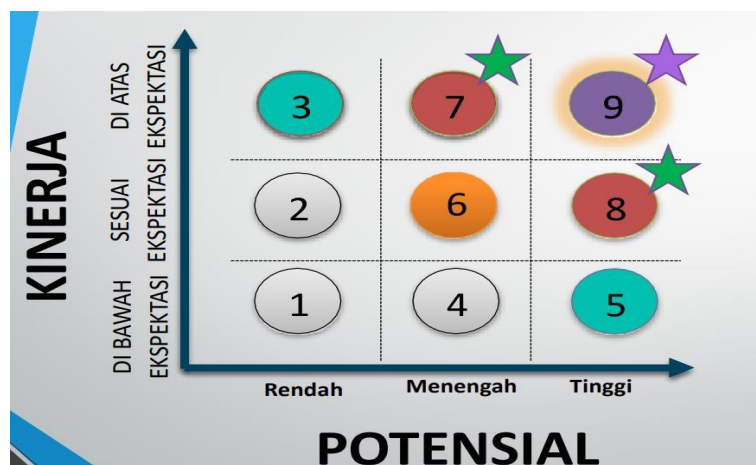 KINERJA
DI ATAS
EKSPEKTASI
SESUAI
EKSPEKTASI
DI BAWAH
EKSPEKTASI
3
7
9
2
6
8
1
4
5
Rendah
Menengah
Tinggi
POTENSIAL